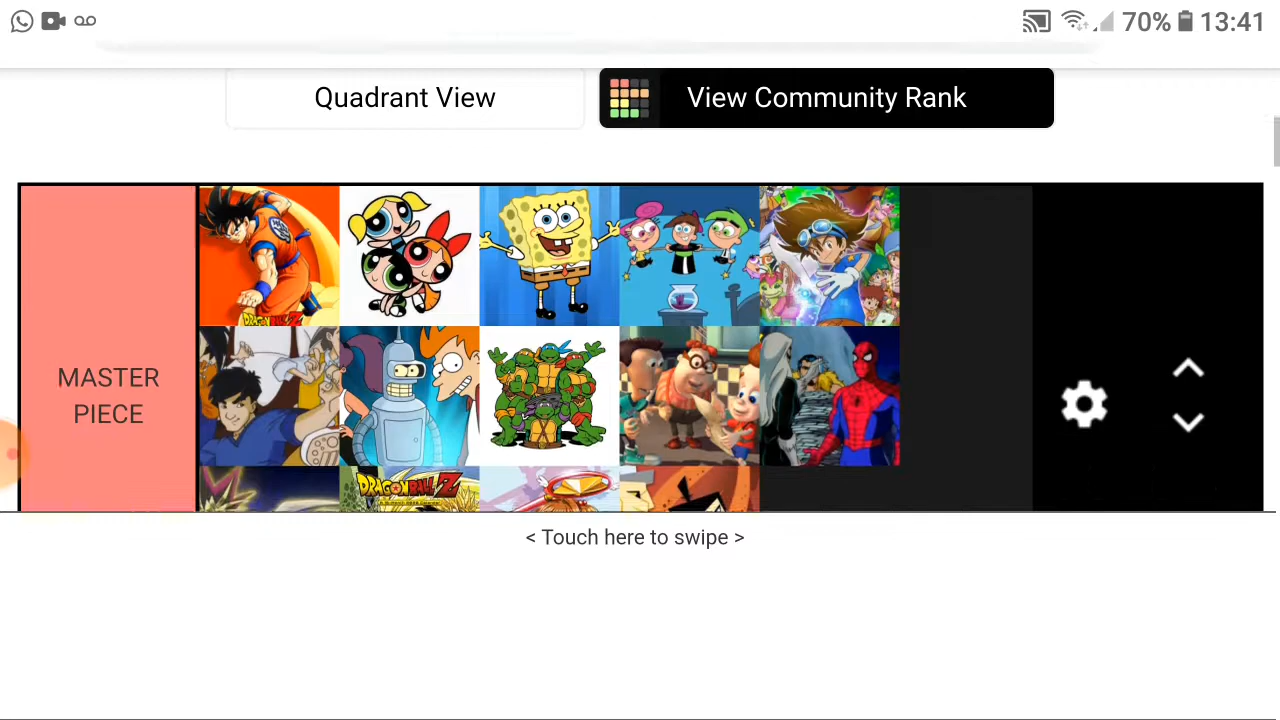 70% 13:41
Quadrant View
View Community Rank
MASTER
PIECE
DRAGON BALL Z
< Touch here to swipe >